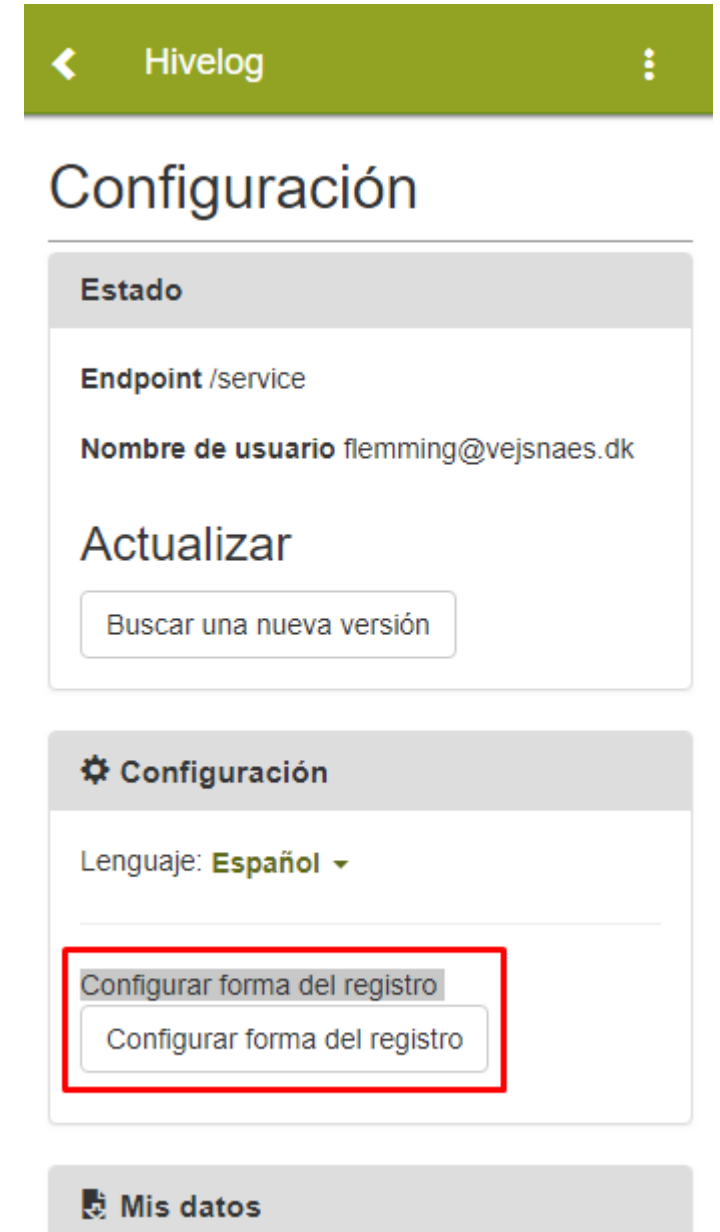 Hivelog
Configuración
Estado
Endpoint /service
Nombre de usuario flemming@vejsnaes.dk
Actualizar
Buscar una nueva versión
Configuración
Lenguaje: Español
Configurar forma del registro
Configurar forma del registro
Mis datos